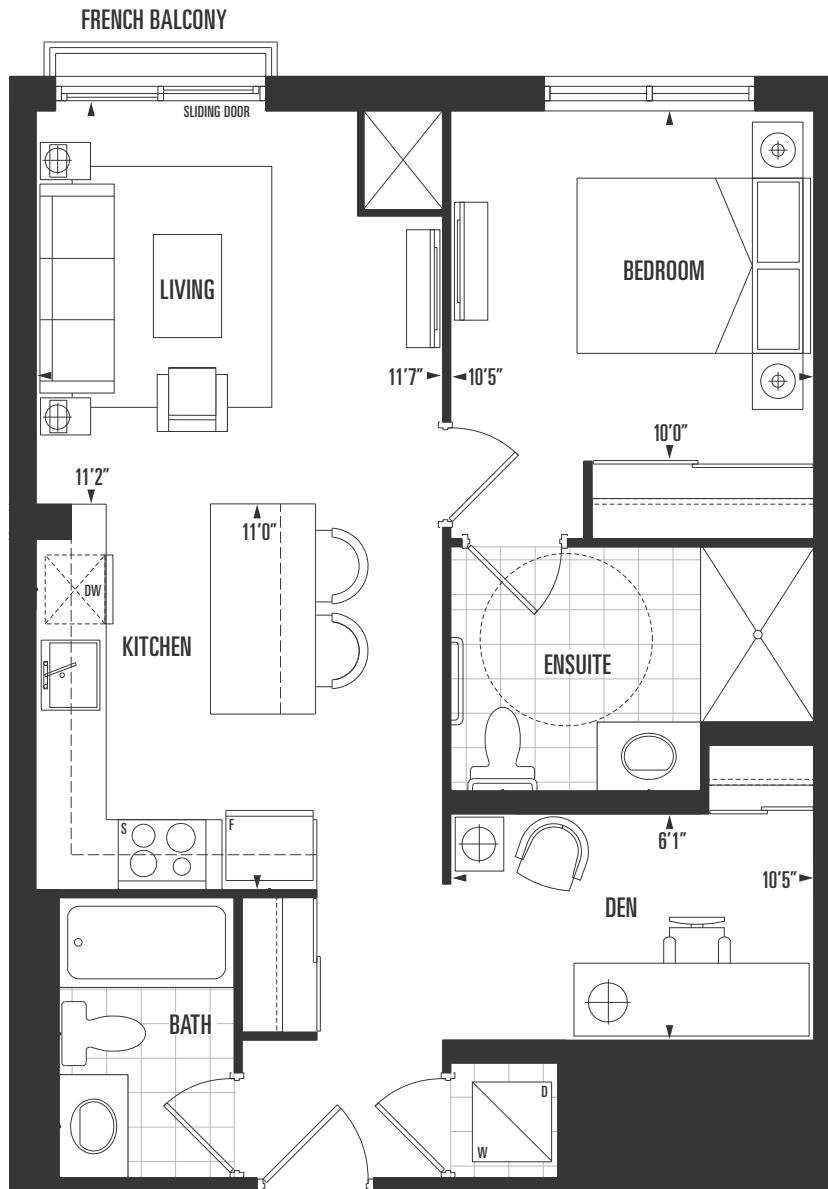 FRENCH BALCONY
SLIDING DOOR
LIVING
BEDROOM
11'7"
10'5"
10'0"
11'2"
11'0"
DW
KITCHEN
ENSUITE
S
F
6'1"
10'5"
DEN
BATH
D
W